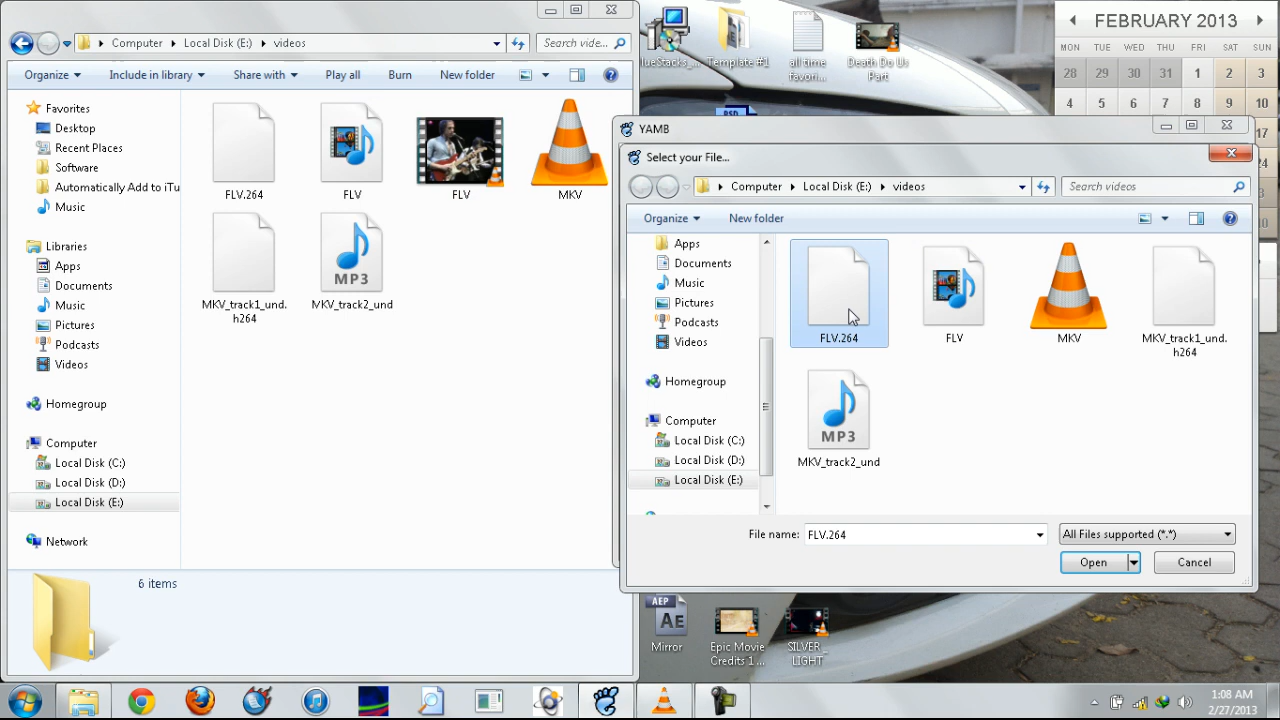 Computer ▸ Local Disk (E:) ▸ videos
Search vide...
Organize
Include in library
Share with
Play all
Burn
New folder
Favorites
Desktop
Recent Places
Software
Automatically Add to iTu
Music
Libraries
Apps
Documents
Music
Pictures
Podcasts
Videos
Homegroup
Computer
Local Disk (C:)
Local Disk (D:)
Local Disk (E:)
Network
FLV.264
FLV
FLV
MKV
MKV_track1_und.
h264
MP3
MKV_track2_und
6 items
lueStacks_...
Template #1
all time
favori...
Death Do Us
Part
FEBRUARY 2013
MON TUE WED THU FRI SAT SUN
28 29 30 31 1 2 3
4 5 6 7 8 9 10
YAMB
Select your File...
Computer ▸ Local Disk (E:) ▸ videos
Search videos
Organize
New folder
Apps
Documents
Music
Pictures
Podcasts
Videos
Homegroup
Computer
Local Disk (C:)
Local Disk (D:)
Local Disk (E:)
FLV.264
FLV
MKV
MKV_track1_und.
h264
MP3
MKV_track2_und
File name:
FLV.264
All Files supported (*.*)
Open
Cancel
AEP
Ae
Mirror
Epic Movie
Credits 1 ...
SILVER_
LIGHT
1:08 AM
2/27/2013